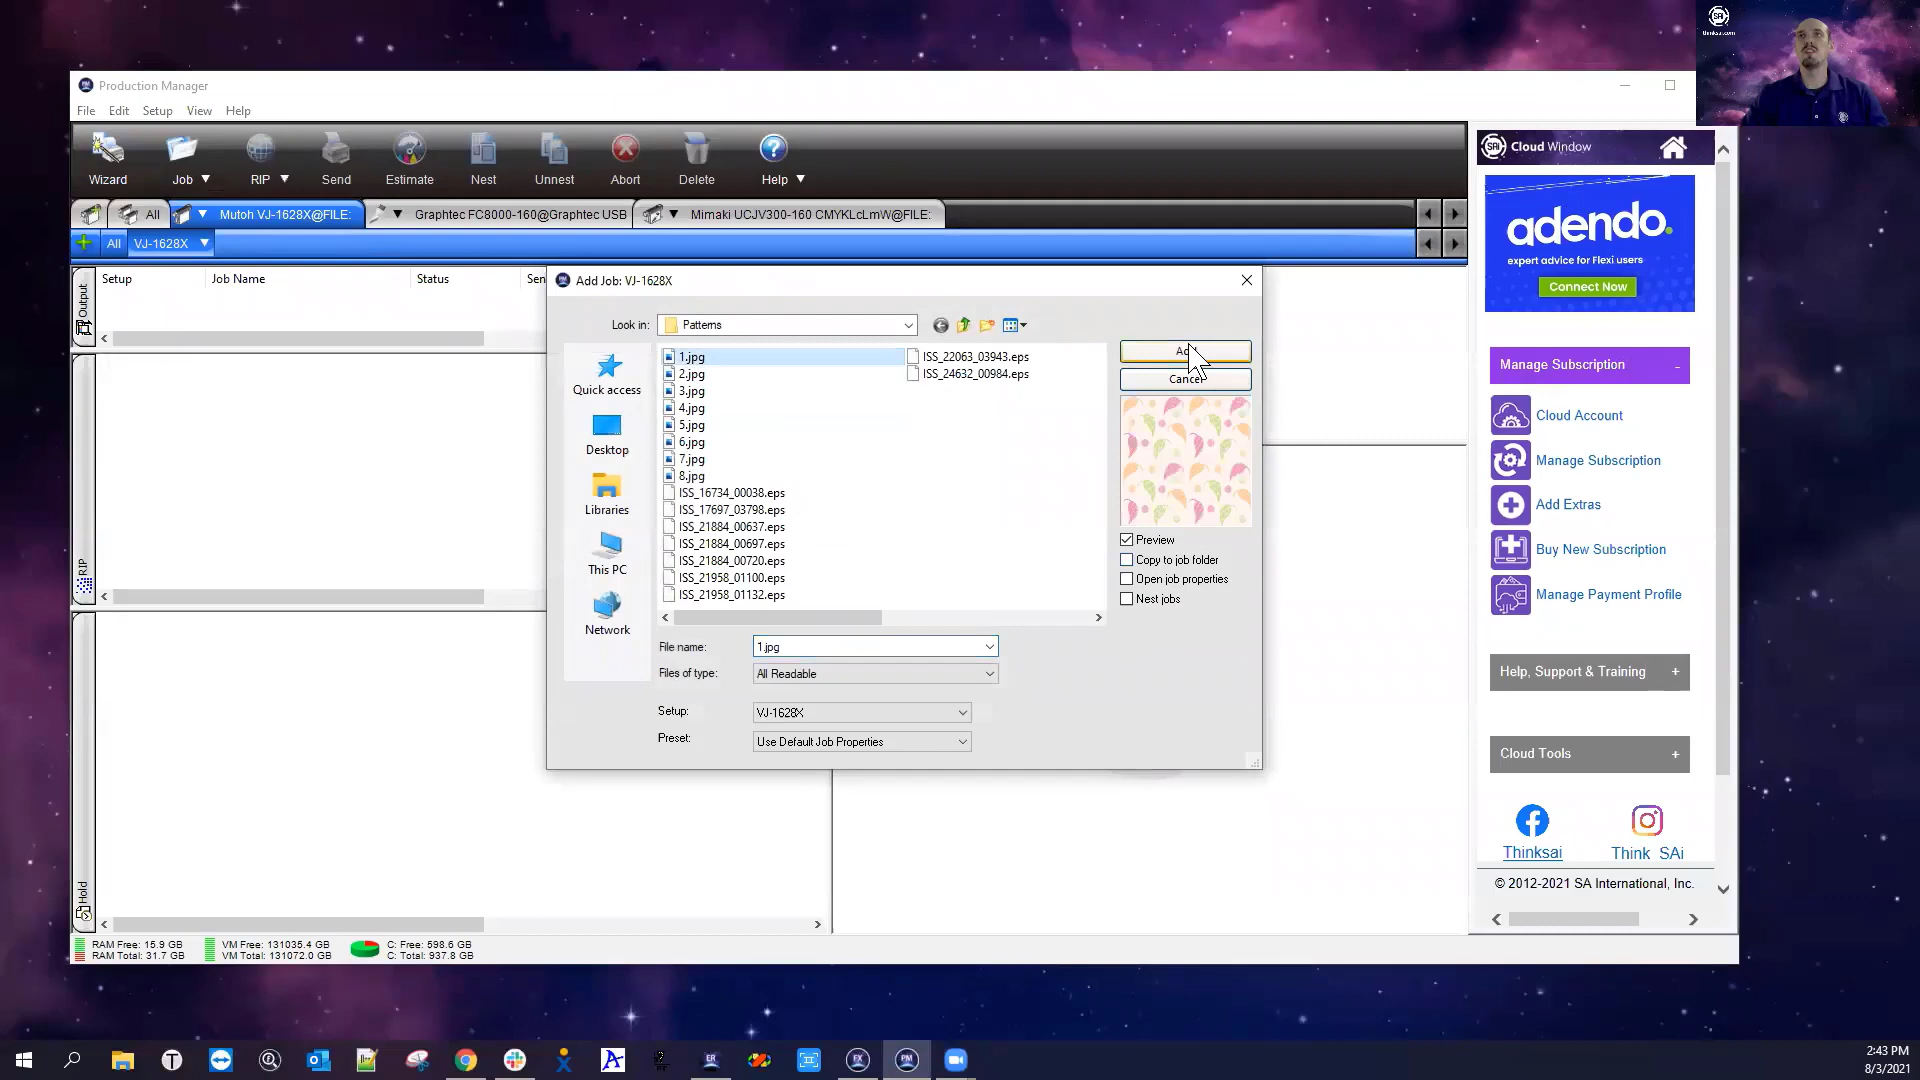 thinksai.com
Production Manager
File Edit Setup View Help
Wizard Job RIP Send Estimate Nest Unnest Abort Delete Help
All Mutoh VJ-1628X@FILE: Graphtec FC8000-160@Graphtec USB Mimaki UCJV300-160 CMYKLcLmW@FILE:
All VJ-1628X
Setup Job Name Status
Output
RIP
Hold
Add Job: VJ-1628X
Look in: Patterns
Quick access
Desktop
Libraries
This PC
Network
1.jpg
2.jpg
3.jpg
4.jpg
5.jpg
6.jpg
7.jpg
8.jpg
ISS_16734_00038.eps
ISS_17697_03798.eps
ISS_21884_00637.eps
ISS_21884_00697.eps
ISS_21884_00720.eps
ISS_21958_01100.eps
ISS_21958_01132.eps
ISS_22063_03943.eps
ISS_24632_00984.eps
Cancel
Preview
Copy to job folder
Open job properties
Nest jobs
File name: 1.jpg
Files of type: All Readable
Setup: VJ-1628X
Preset: Use Default Job Properties
SAi Cloud Window
adendo.
expert advice for Flexi users
Connect Now
Manage Subscription -
Cloud Account
Manage Subscription
Add Extras
Buy New Subscription
Manage Payment Profile
Help, Support & Training +
Cloud Tools +
Thinksai Think_SAi
© 2012-2021 SA International, Inc.
RAM Free: 15.9 GB VM Free: 131035.4 GB C: Free: 598.6 GB
RAM Total: 31.7 GB VM Total: 131072.0 GB C: Total: 937.8 GB
ER FX PM
2:43 PM
8/3/2021